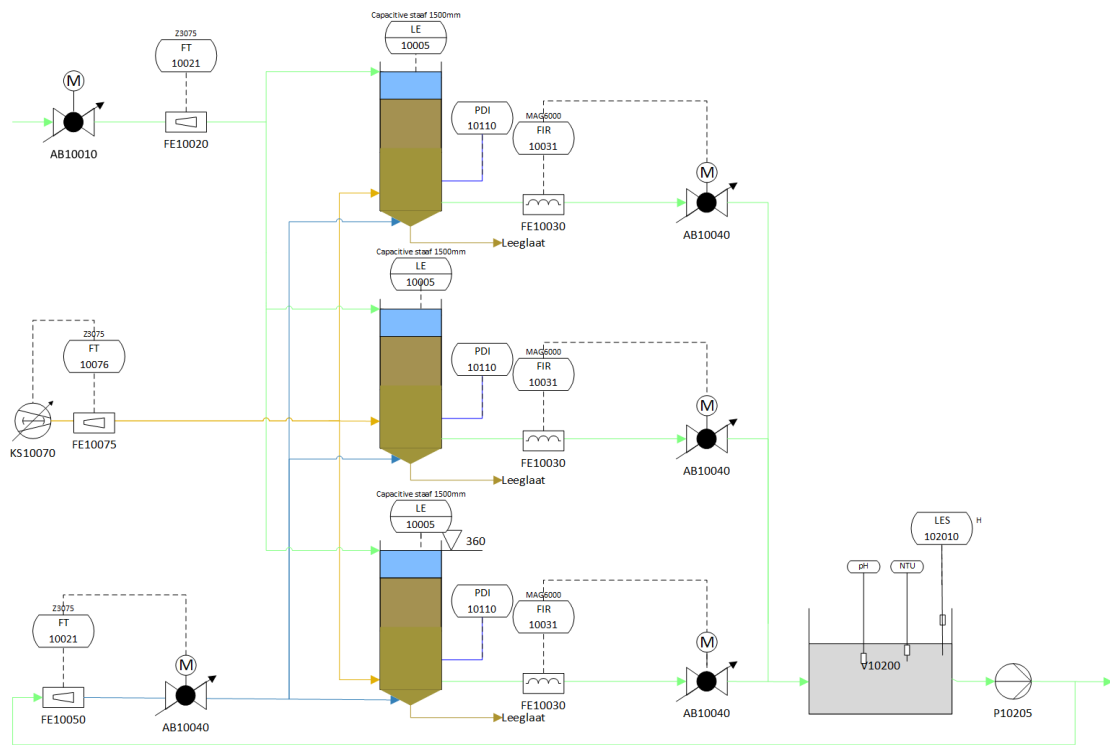 Capacitive staaf 1500mm
LE
10005
Z3075
FT
10021
M
AB10010
FE10020
PDI
10110
MAG6000
FIR
10031
M
FE10030
AB10040
Leeglaat
Capacitive staaf 1500mm
LE
10005
Z3075
FT
10076
KS10070
FE10075
PDI
10110
MAG6000
FIR
10031
M
FE10030
AB10040
Leeglaat
Capacitive staaf 1500mm
LE
10005
360
Z3075
FT
10021
M
FE10050
AB10040
PDI
10110
MAG6000
FIR
10031
M
FE10030
AB10040
Leeglaat
LES
102010
H
pH
NTU
V10200
P10205